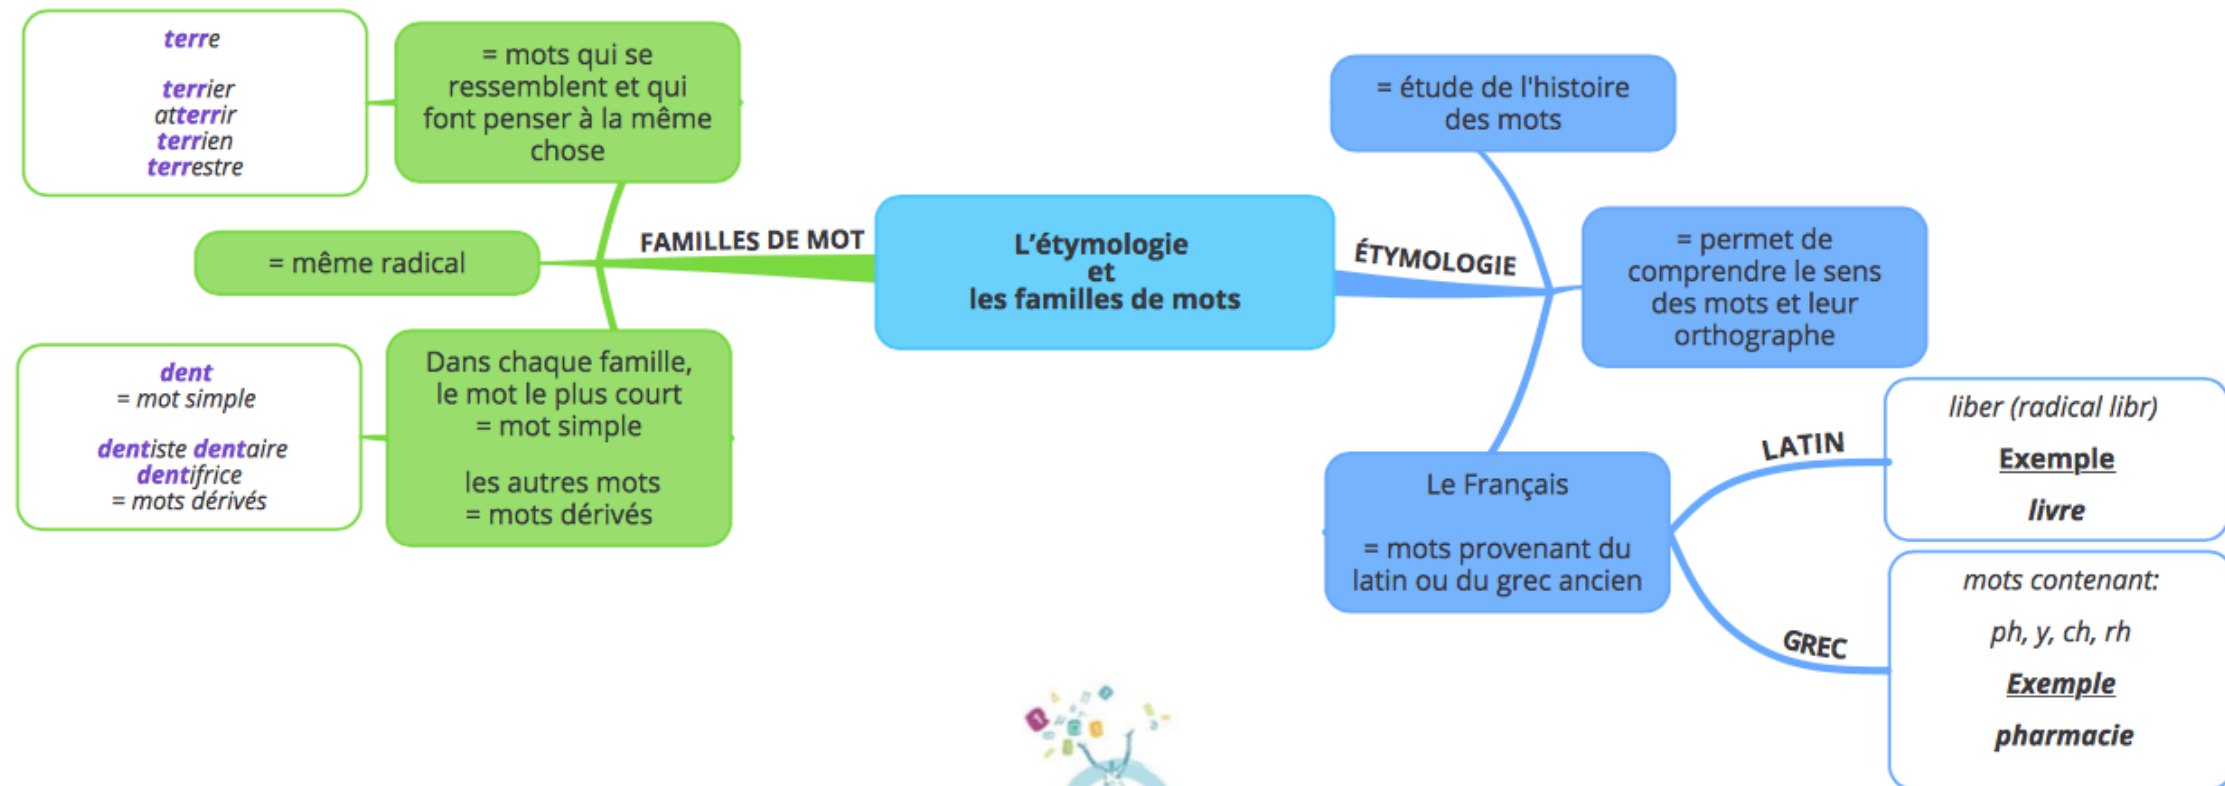 terre
terrier
atterrir
terrien
terrestre
= mots qui se
ressemblent et qui
font penser à la même
chose
= même radical
FAMILLES DE MOT
dent
= mot simple
dentiste dentaire
dentifrice
= mots dérivés
Dans chaque famille,
le mot le plus court
= mot simple
les autres mots
= mots dérivés
L’étymologie
et
les familles de mots
ÉTYMOLOGIE
= étude de l'histoire
des mots
= permet de
comprendre le sens
des mots et leur
orthographe
Le Français
= mots provenant du
latin ou du grec ancien
LATIN
liber (radical libr)
Exemple
livre
GREC
mots contenant:
ph, y, ch, rh
Exemple
pharmacie